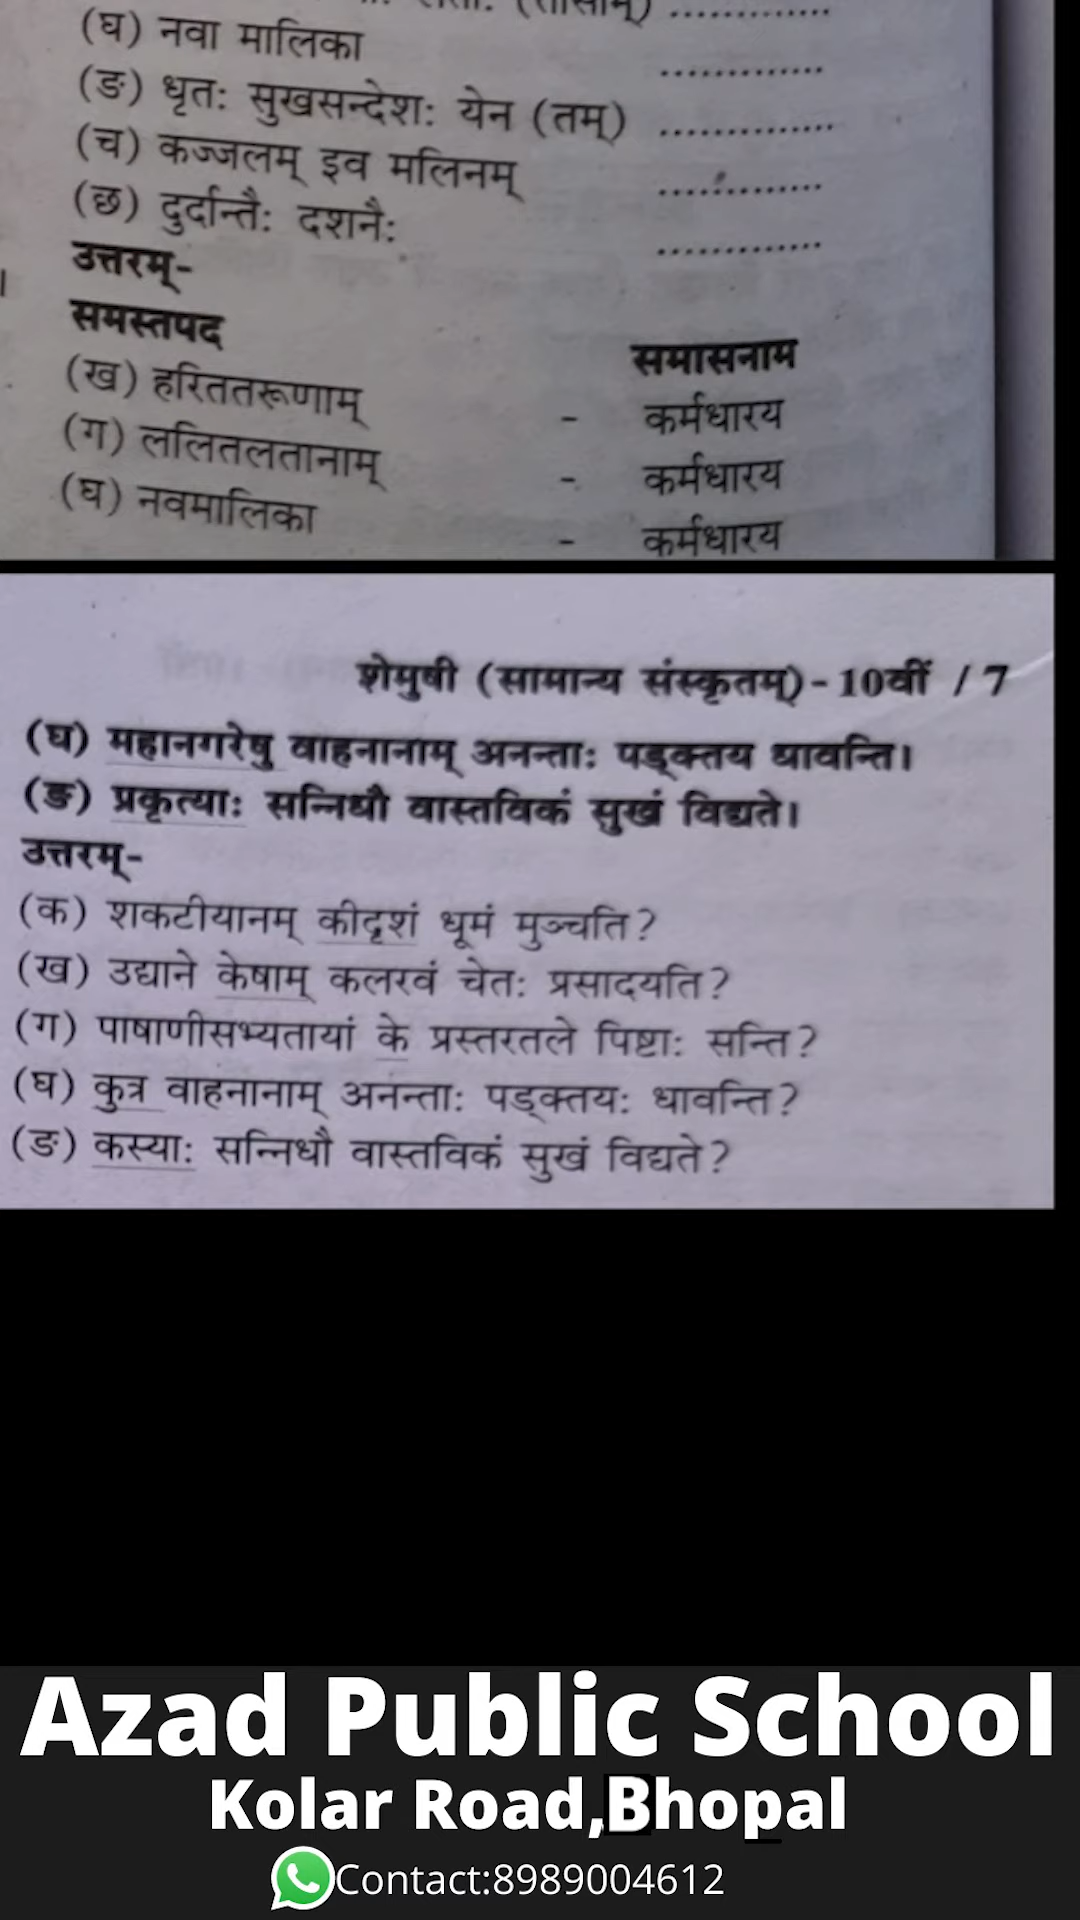 (तासाम्) .............
(घ) नवा मालिका .............
(ङ) धृतः सुखसन्देशः येन (तम्) .............
(च) कज्जलम् इव मलिनम् .............
(छ) दुर्दान्तैः दशनैः .............
उत्तरम्-
समस्तपद समासनाम
(ख) हरिततरूणाम् - कर्मधारय
(ग) ललितलतानाम् - कर्मधारय
(घ) नवमालिका - कर्मधारय
शेमुषी (सामान्य संस्कृतम्)- 10वीं / 7
(घ) महानगरेषु वाहनानाम् अनन्ताः पड्क्तय धावन्ति।
(ङ) प्रकृत्याः सन्निधौ वास्तविकं सुखं विद्यते।
उत्तरम्-
(क) शकटीयानम् कीदृशं धूमं मुञ्चति?
(ख) उद्याने केषाम् कलरवं चेतः प्रसादयति?
(ग) पाषाणीसभ्यतायां के प्रस्तरतले पिष्टाः सन्ति?
(घ) कुत्र वाहनानाम् अनन्ताः पड्क्तयः धावन्ति?
(ङ) कस्याः सन्निधौ वास्तविकं सुखं विद्यते?
Azad Public School
Kolar Road,Bhopal
Contact:8989004612